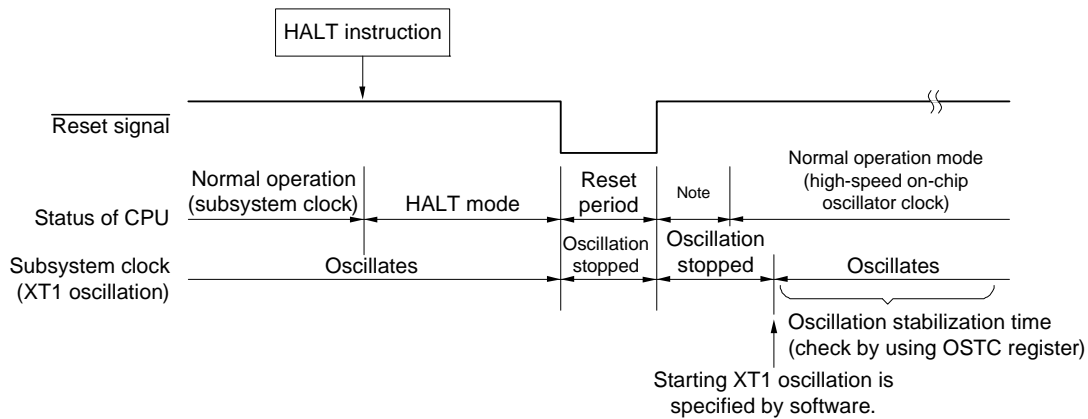 HALT instruction
Reset signal
Status of CPU
Normal operation
(subsystem clock)
HALT mode
Reset
period
Note
Normal operation mode
(high-speed on-chip
oscillator clock)
Subsystem clock
(XT1 oscillation)
Oscillates
Oscillation
stopped
Oscillation
stopped
Oscillates
Oscillation stabilization time
(check by using OSTC register)
Starting XT1 oscillation is
specified by software.